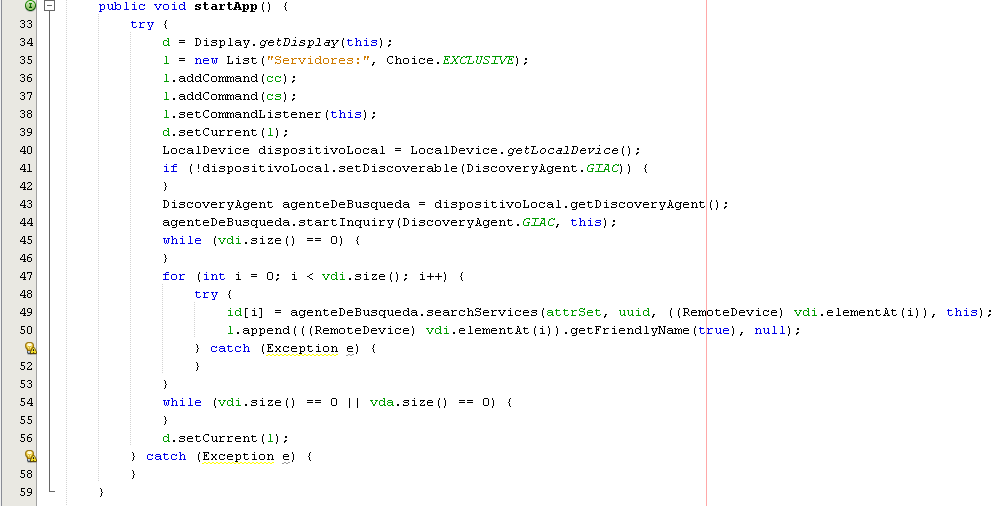 public void startApp() {
33 try {
34 d = Display.getDisplay(this);
35 l = new List("Servidores:", Choice.EXCLUSIVE);
36 l.addCommand(cc);
37 l.addCommand(cs);
38 l.setCommandListener(this);
39 d.setCurrent(l);
40 LocalDevice dispositivoLocal = LocalDevice.getLocalDevice();
41 if (!dispositivoLocal.setDiscoverable(DiscoveryAgent.GIAC)) {
42 }
43 DiscoveryAgent agenteDeBusqueda = dispositivoLocal.getDiscoveryAgent();
44 agenteDeBusqueda.startInquiry(DiscoveryAgent.GIAC, this);
45 while (vdi.size() == 0) {
46 }
47 for (int i = 0; i < vdi.size(); i++) {
48 try {
49 id[i] = agenteDeBusqueda.searchServices(attrSet, uuid, ((RemoteDevice) vdi.elementAt(i)), this);
50 l.append(((RemoteDevice) vdi.elementAt(i)).getFriendlyName(true), null);
} catch (Exception e) {
52 }
53 }
54 while (vdi.size() == 0 || vda.size() == 0) {
55 }
56 d.setCurrent(l);
} catch (Exception e) {
58 }
59 }